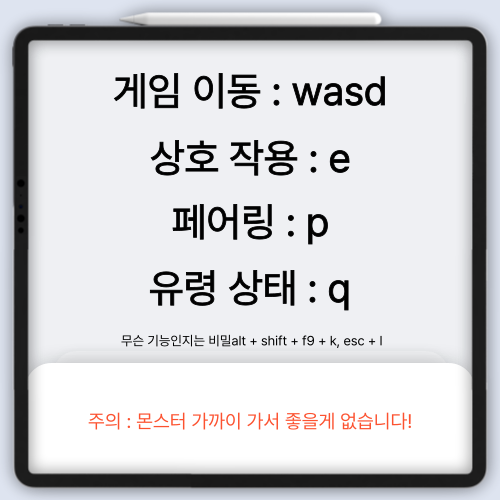 게임 이동 : wasd
상호 작용 : e
페어링 : p
유령 상태 : q
무슨 기능인지는 비밀alt + shift + f9 + k, esc + l
주의 : 몬스터 가까이 가서 좋을게 없습니다!